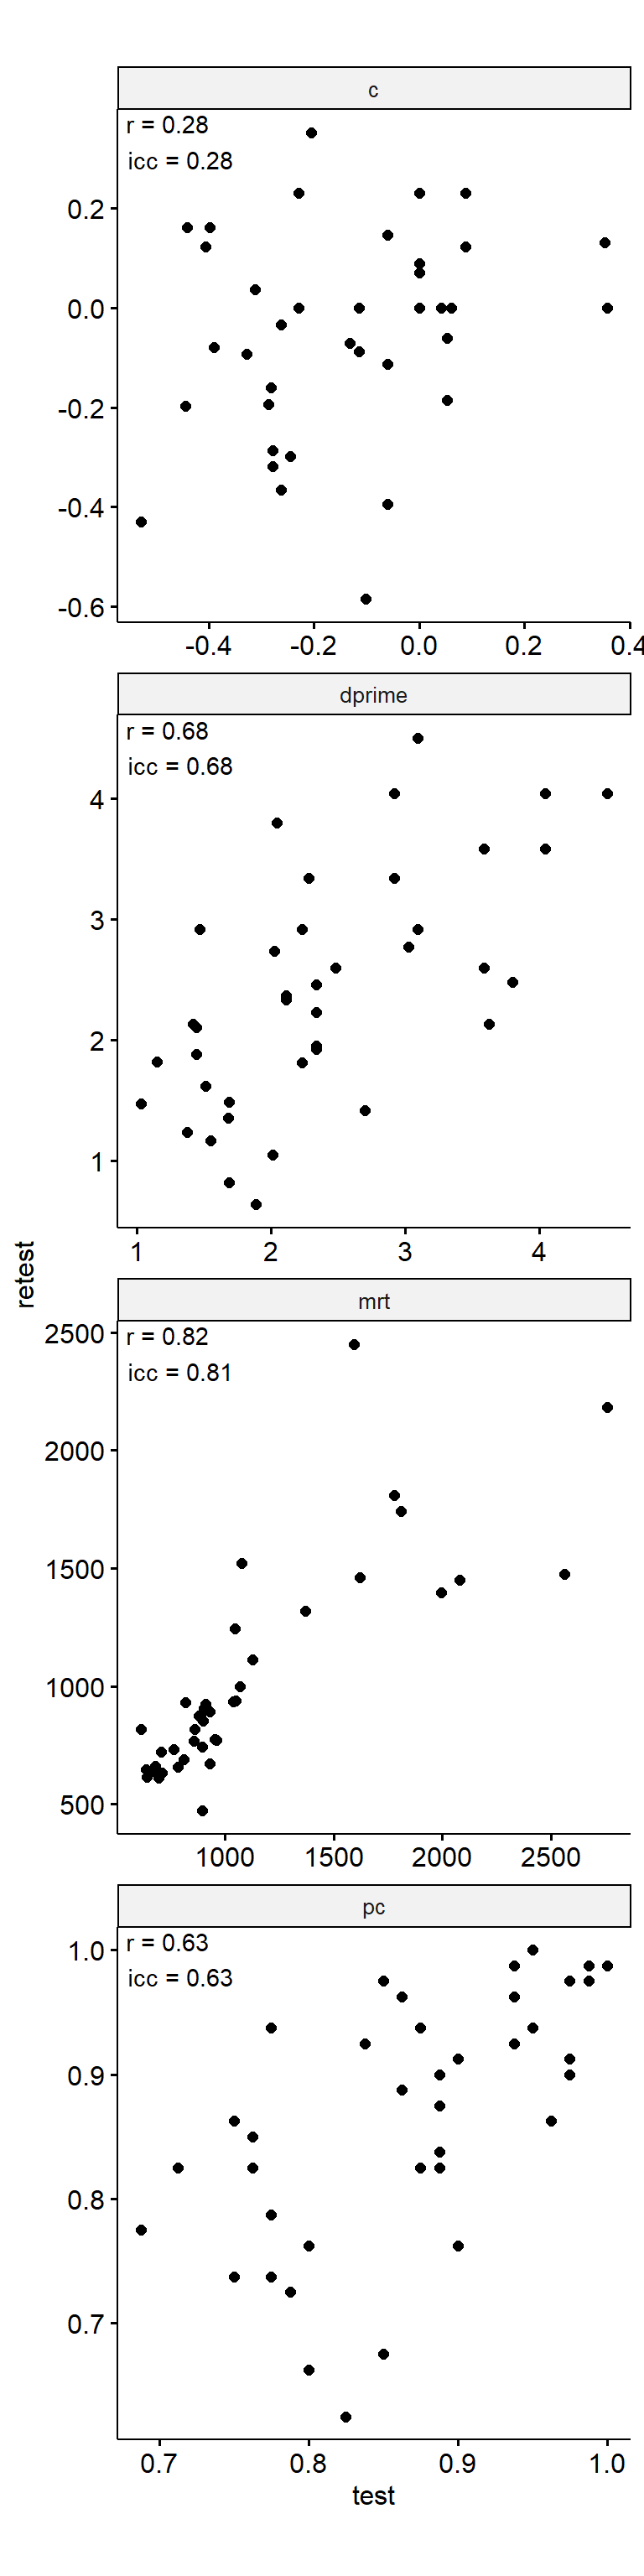 c
r = 0.28
icc = 0.28
0.2
0.0
-0.2
-0.4
-0.6
-0.4 -0.2 0.0 0.2 0.4
dprime
r = 0.68
icc = 0.68
4
3
2
1
1 2 3 4
retest
mrt
r = 0.82
icc = 0.81
2500
2000
1500
1000
500
1000 1500 2000 2500
pc
r = 0.63
icc = 0.63
1.0
0.9
0.8
0.7
0.7 0.8 0.9 1.0
test